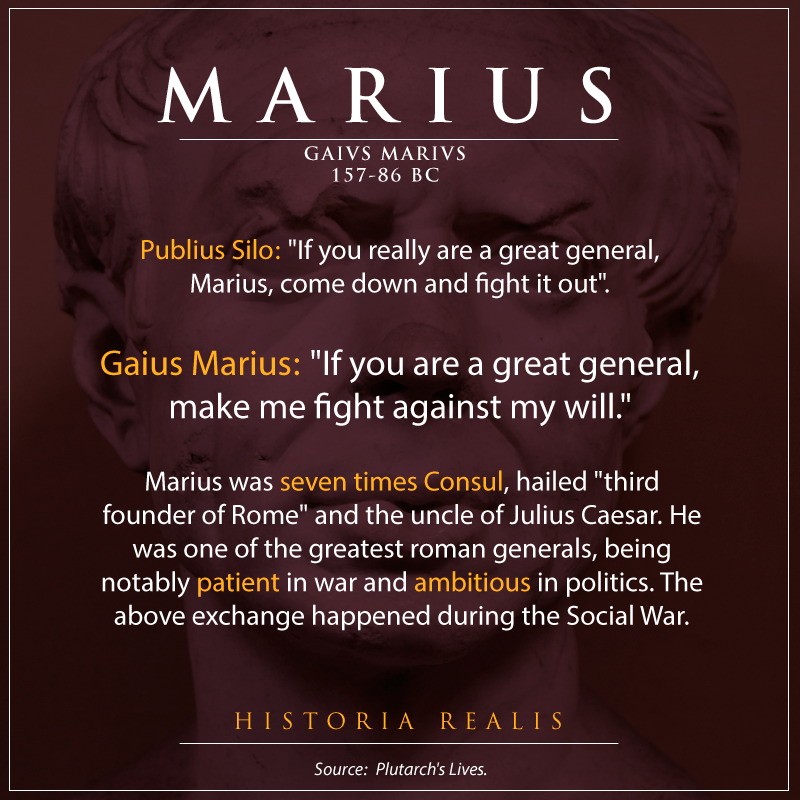 MARIUS
GAIVS MARIVS
157-86 BC
Publius Silo: "If you really are a great general,
Marius, come down and fight it out".
Gaius Marius: "If you are a great general,
make me fight against my will."
Marius was seven times Consul, hailed "third
founder of Rome" and the uncle of Julius Caesar. He
was one of the greatest roman generals, being
notably patient in war and ambitious in politics. The
above exchange happened during the Social War.
HISTORIA REALIS
Source: Plutarch's Lives.